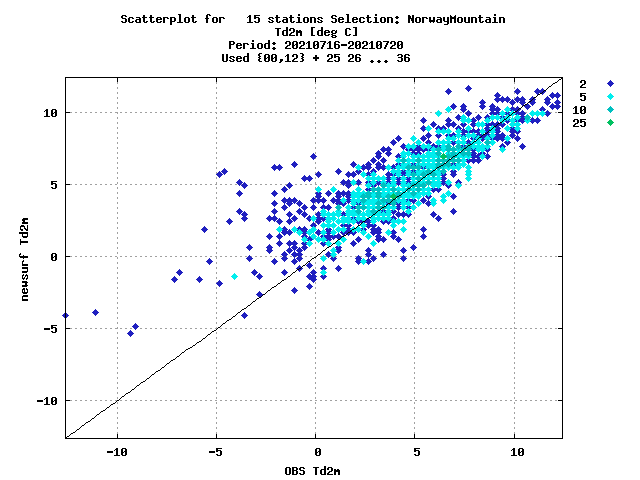 Scatterplot for 15 stations Selection: NorwayMountain
Td2m [deg C]
Period: 20210716-20210720
Used {00,12} + 25 26 ... 36
2
5
10
25
10
5
0
-5
-10
newsurf Td2m
-10 -5 0 5 10
OBS Td2m